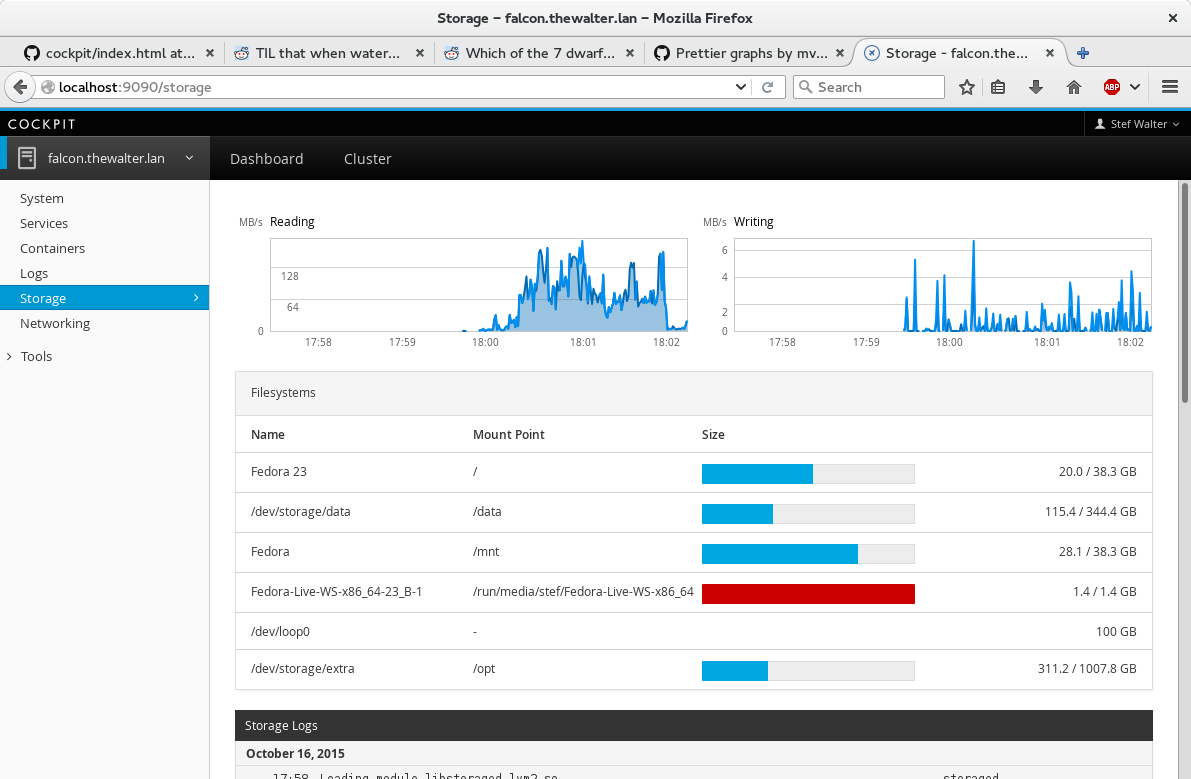 Storage – falcon.thewalter.lan – Mozilla Firefox
cockpit/index.html at... TIL that when water... Which of the 7 dwarf... Prettier graphs by mv... Storage - falcon.the...
localhost:9090/storage Search ABP
COCKPIT Stef Walter
falcon.thewalter.lan Dashboard Cluster
System
Services
Containers
Logs
Storage
Networking
Tools
MB/s Reading
128
64
0
17:58 17:59 18:00 18:01 18:02
MB/s Writing
6
4
2
0
17:58 17:59 18:00 18:01 18:02
Filesystems
Name Mount Point Size
Fedora 23 / 20.0 / 38.3 GB
/dev/storage/data /data 115.4 / 344.4 GB
Fedora /mnt 28.1 / 38.3 GB
Fedora-Live-WS-x86_64-23_B-1 /run/media/stef/Fedora-Live-WS-x86_64 1.4 / 1.4 GB
/dev/loop0 - 100 GB
/dev/storage/extra /opt 311.2 / 1007.8 GB
Storage Logs
October 16, 2015
17:58 Loading module libstoraged_lvm2.so storaged